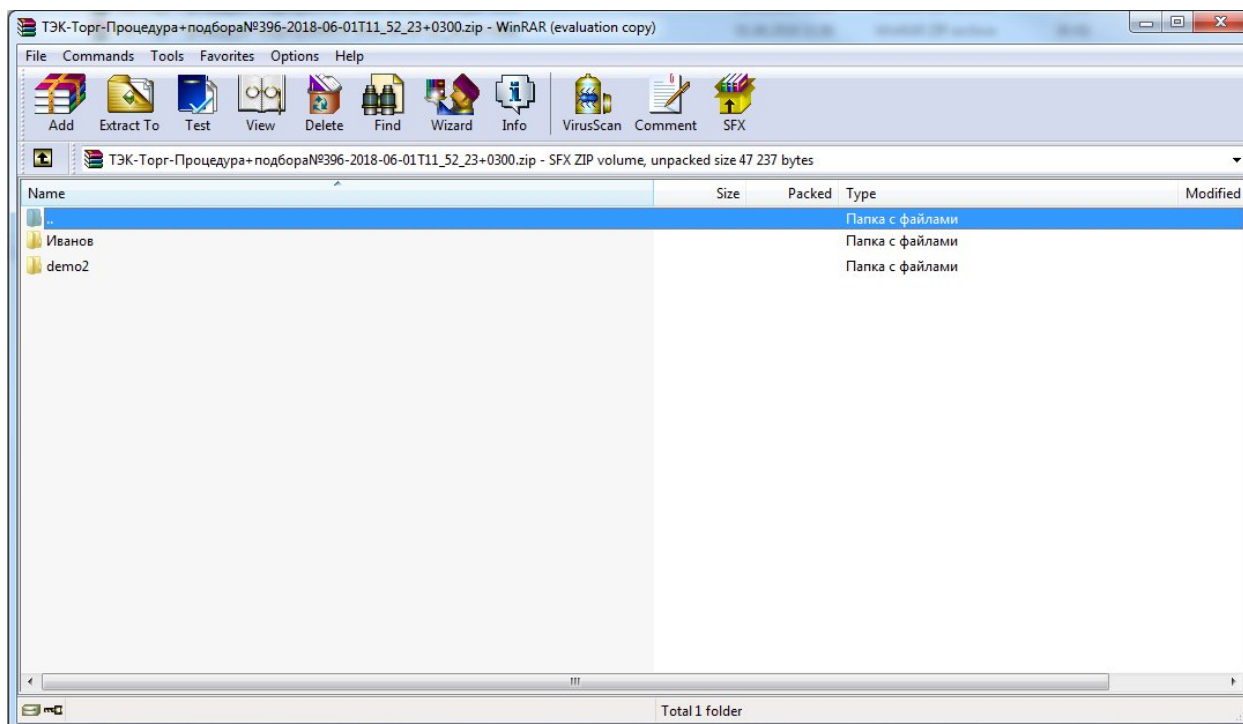 ТЭК-Торг-Процедура+подбора№396-2018-06-01T11_52_23+0300.zip - WinRAR (evaluation copy)
File Commands Tools Favorites Options Help
Add Extract To Test View Delete Find Wizard Info VirusScan Comment SFX
ТЭК-Торг-Процедура+подбора№396-2018-06-01T11_52_23+0300.zip - SFX ZIP volume, unpacked size 47 237 bytes
Name Size Packed Type Modified
.. Папка с файлами
Иванов Папка с файлами
demo2 Папка с файлами
Total 1 folder